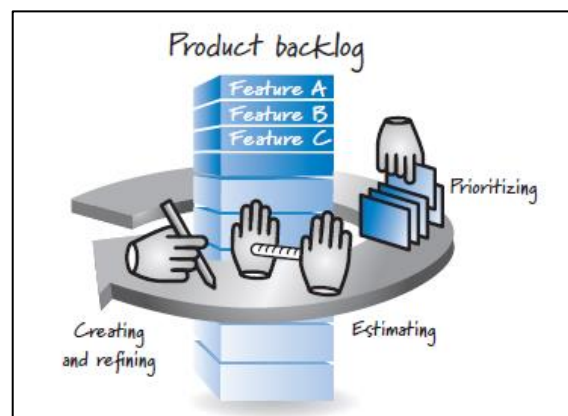 Product backlog
Feature A
Feature B
Feature C
Prioritizing
Estimating
Creating
and refining